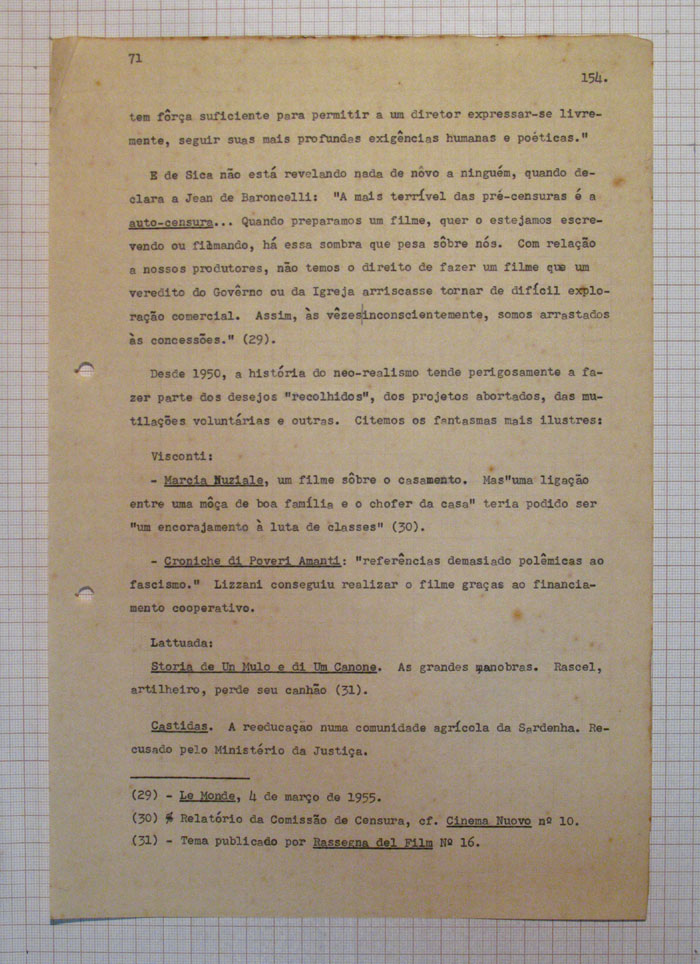 71
154.
tem fôrça suficiente para permitir a um diretor expressar-se livre-
mente, seguir suas mais profundas exigências humanas e poéticas."
E de Sica não está revelando nada de nôvo a ninguém, quando de-
clara a Jean de Baroncelli: "A mais terrível das pré-censuras é a
auto-censura... Quando preparamos um filme, quer o estejamos escre-
vendo ou filmando, há essa sombra que pesa sôbre nós. Com relação
a nossos produtores, não temos o direito de fazer um filme que um
veredito do Govêrno ou da Igreja arriscasse tornar de difícil explo-
ração comercial. Assim, às vêzes|inconscientemente, somos arrastados
às concessões." (29).
Desde 1950, a história do neo-realismo tende perigosamente a fa-
zer parte dos desejos "recolhidos", dos projetos abortados, das mu-
tilações voluntárias e outras. Citemos os fantasmas mais ilustres:
Visconti:
- Marcia Nuziale, um filme sôbre o casamento. Mas"uma ligação
entre uma môça de boa família e o chofer da casa" teria podido ser
"um encorajamento à luta de classes" (30).
- Croniche di Poveri Amanti: "referências demasiado polêmicas ao
fascismo." Lizzani conseguiu realizar o filme graças ao financia-
mento cooperativo.
Lattuada:
Storia de Un Mulo e di Um Canone. As grandes manobras. Rascel,
artilheiro, perde seu canhão (31).
Castidas. A reeducação numa comunidade agrícola da Sardenha. Re-
cusado pelo Ministério da Justiça.
(29) - Le Monde, 4 de março de 1955.
(30) - Relatório da Comissão de Censura, cf. Cinema Nuovo nº 10.
(31) - Tema publicado por Rassegna del Film Nº 16.